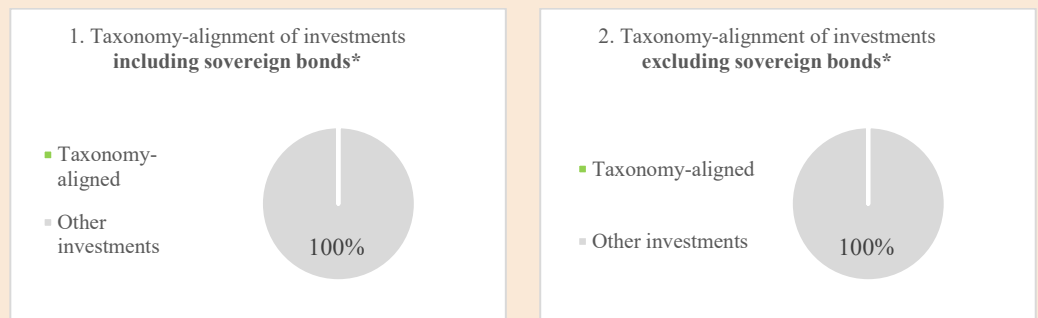 1. Taxonomy-alignment of investments
including sovereign bonds*
Taxonomy-
aligned
Other
investments
100%
2. Taxonomy-alignment of investments
excluding sovereign bonds*
Taxonomy-aligned
Other investments
100%